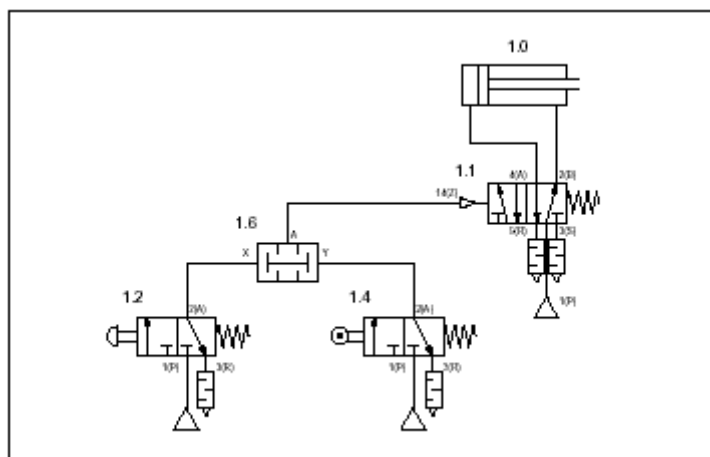 1.0
1.1
4(A) 2(B)
14(Z)
5(R) 3(S)
1(P)
1.6
A
X Y
1.2
2(A)
1(P) 3(R)
1.4
2(A)
1(P) 3(R)